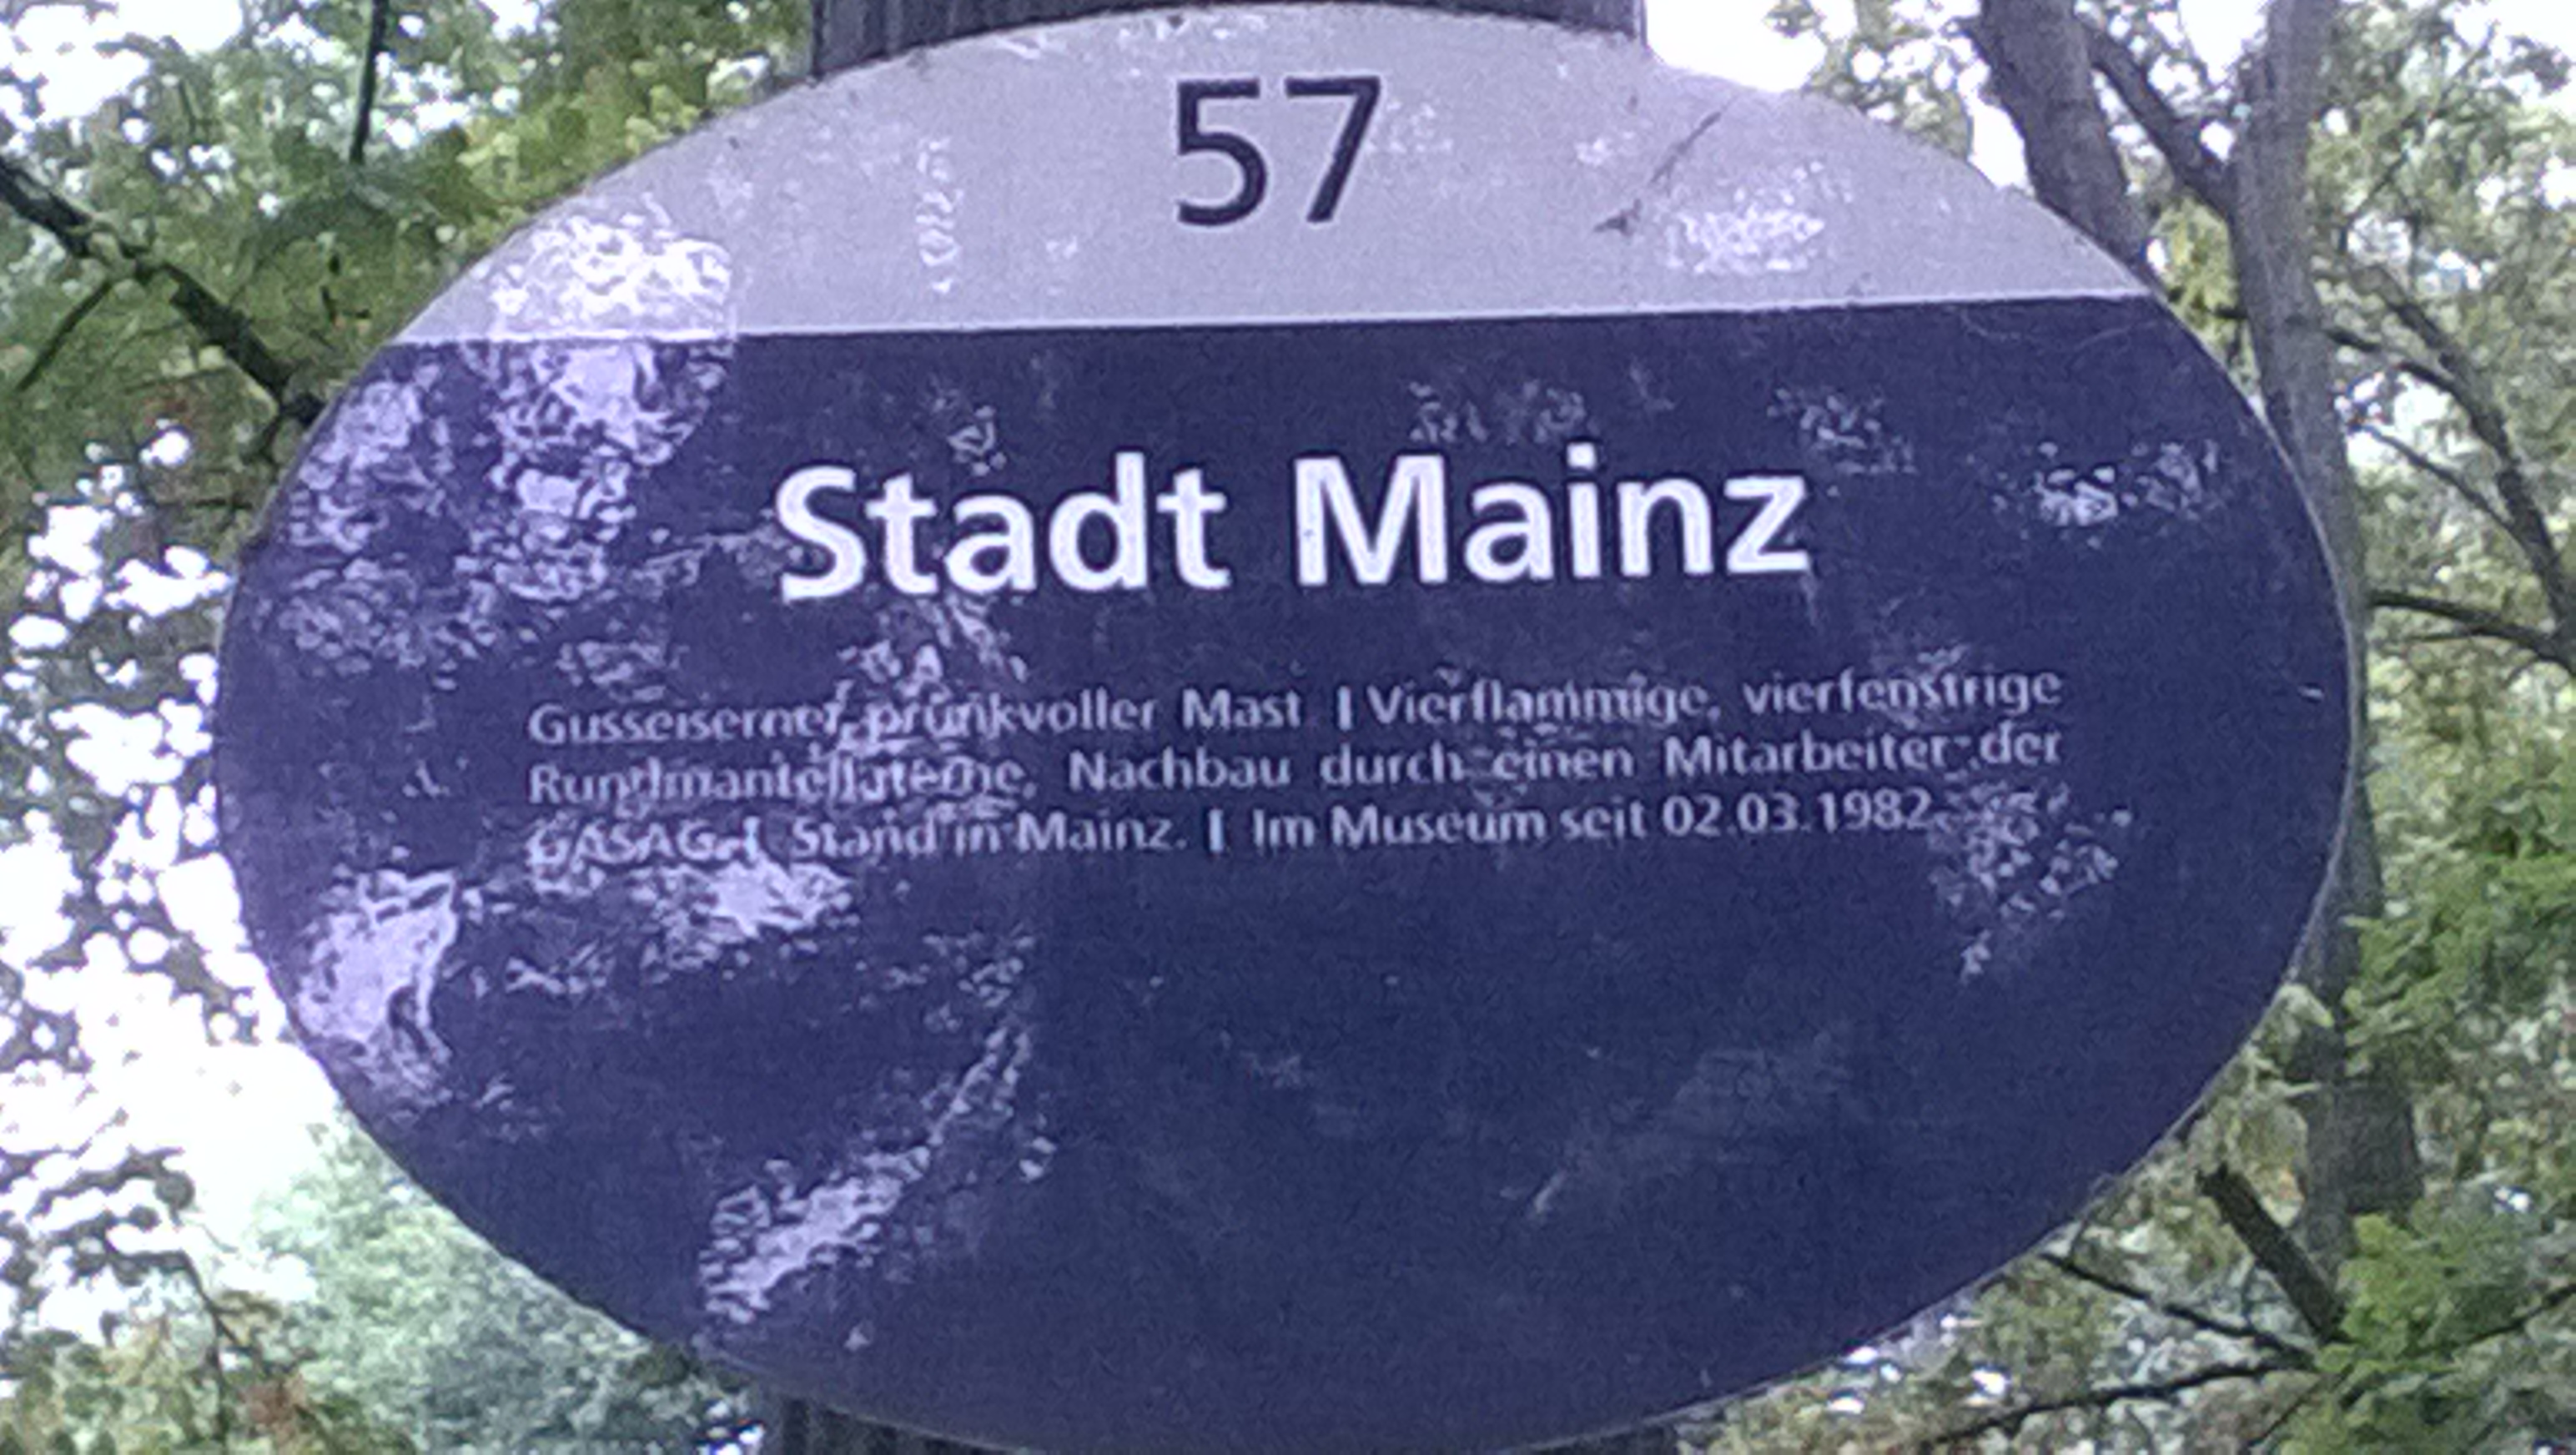 57
Stadt Mainz
Gusseiserner, prunkvoller Mast | Vierflammige, vierfenstrige
Rundmantellaterne, Nachbau durch einen Mitarbeiter der
GASAG. | Stand in Mainz. | Im Museum seit 02.03.1982.